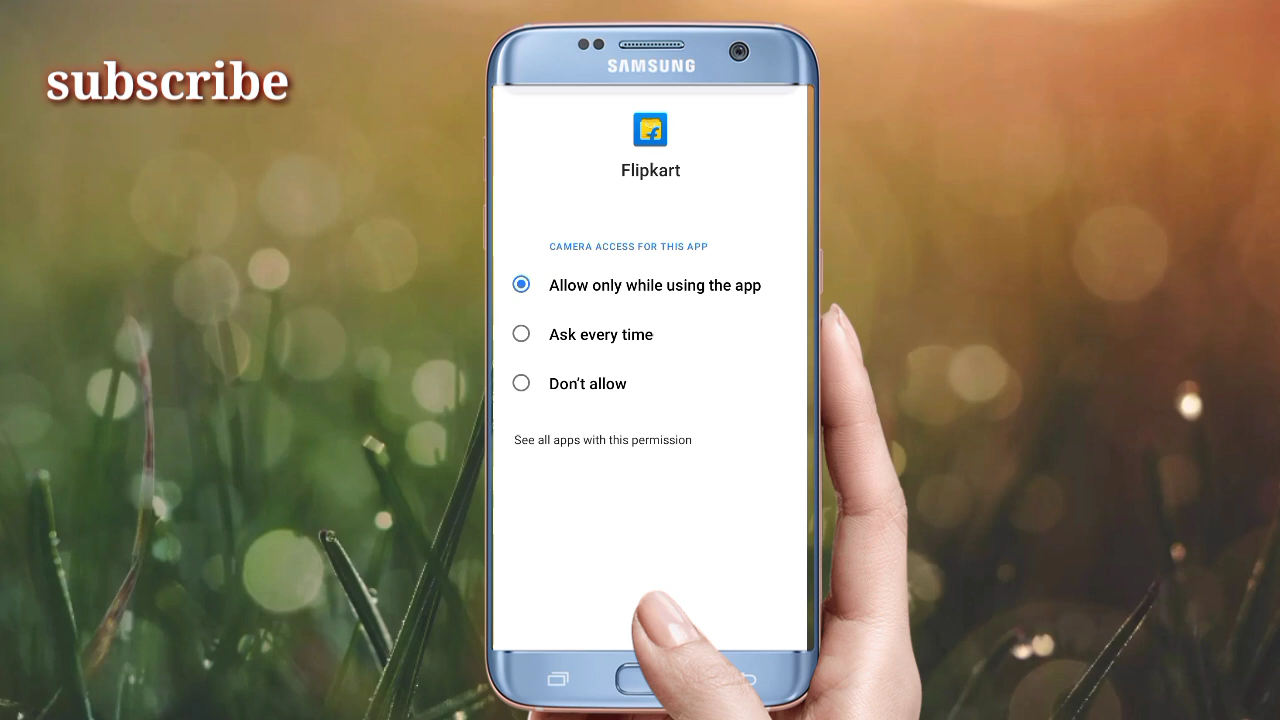 subscribe
SAMSUNG
Flipkart
CAMERA ACCESS FOR THIS APP
Allow only while using the app
Ask every time
Don't allow
See all apps with this permission